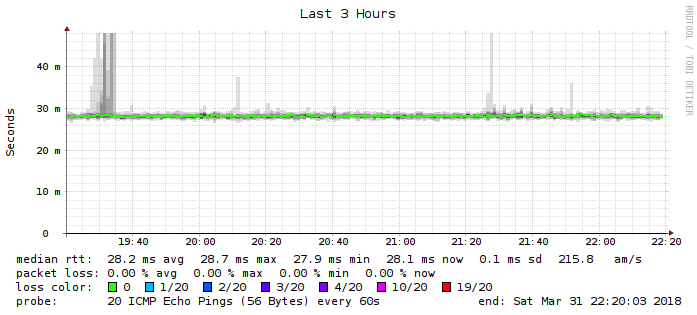 Last 3 Hours
RRDTOOL / TOBI OETIKER
Seconds
40 m
30 m
20 m
10 m
0
19:40 20:00 20:20 20:40 21:00 21:20 21:40 22:00 22:20
median rtt: 28.2 ms avg 28.7 ms max 27.9 ms min 28.1 ms now 0.1 ms sd 215.8 am/s
packet loss: 0.00 % avg 0.00 % max 0.00 % min 0.00 % now
loss color: 0 1/20 2/20 3/20 4/20 10/20 19/20
probe: 20 ICMP Echo Pings (56 Bytes) every 60s end: Sat Mar 31 22:20:03 2018